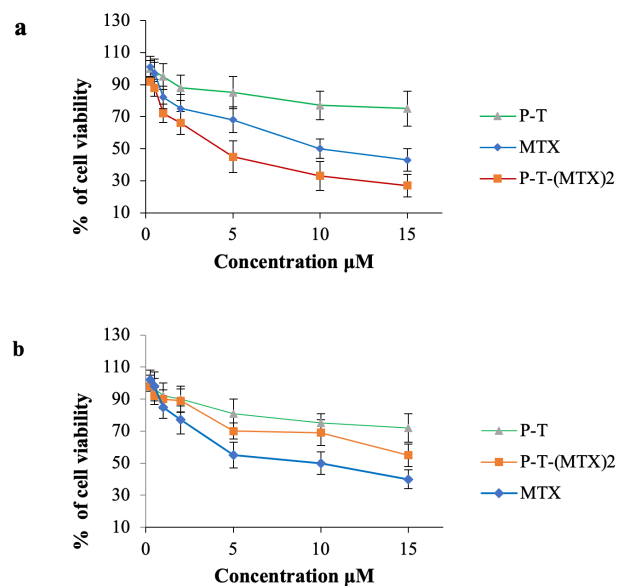 a
% of cell viability
130
110
90
70
50
30
10
0
5
10
15
Concentration μM
P-T
MTX
P-T-(MTX)2
b
% of cell viability
130
110
90
70
50
30
10
0
5
10
15
Concentration μM
P-T
P-T-(MTX)2
MTX